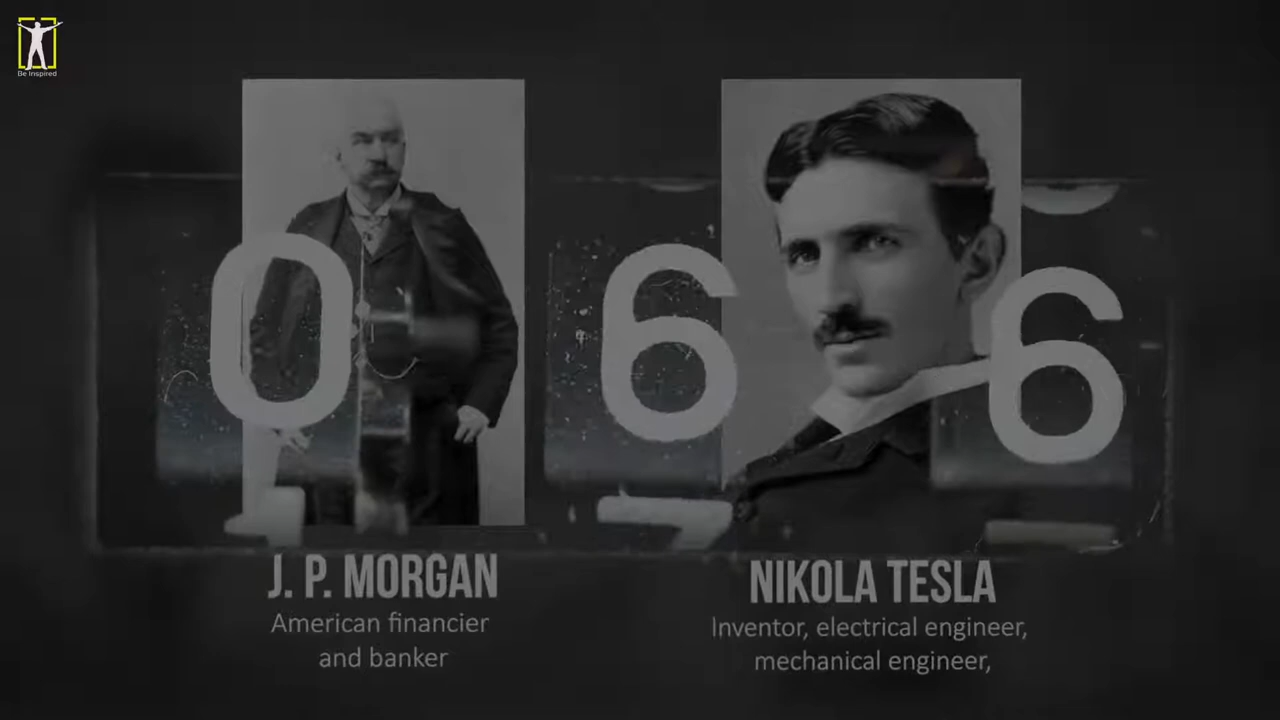 Be Inspired
0 6 6
J. P. MORGAN
American financier
and banker
NIKOLA TESLA
Inventor, electrical engineer,
mechanical engineer,